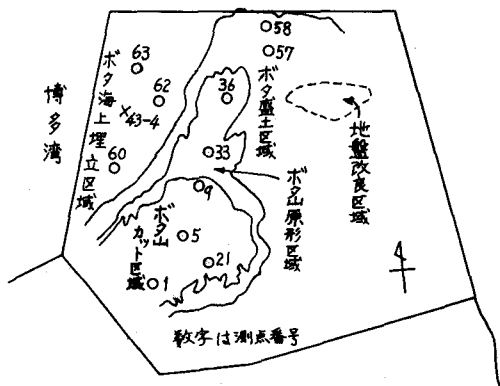 博多湾
ボタ海上埋立区域
ボタ盛土区域
地盤改良区域
ボタ山原形区域
ボタ山
カット区域
63
62
43-4
60
58
57
36
33
9
5
21
1
数字は測点番号